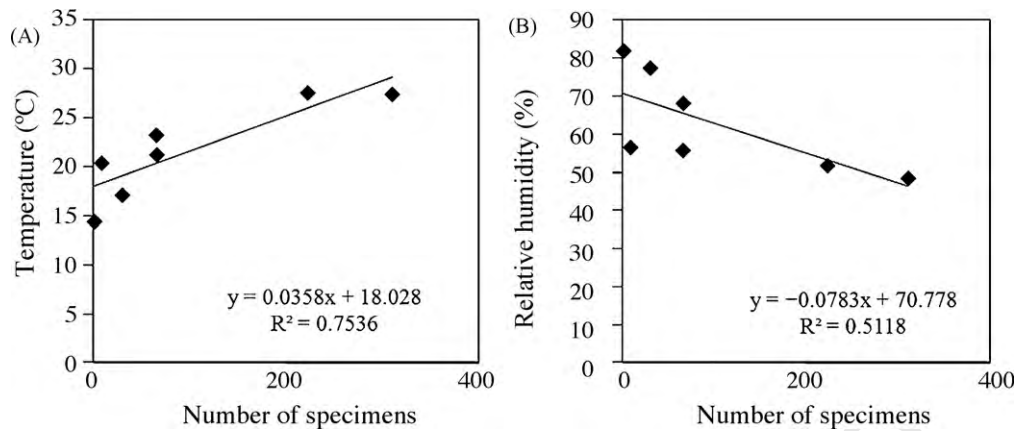 (A)
Temperature (ºC)
35
30
25
20
15
10
5
0
y = 0.0358x + 18.028
R² = 0.7536
0
200
400
Number of specimens
(B)
Relative humidity (%)
90
80
70
60
50
40
30
20
10
0
y = −0.0783x + 70.778
R² = 0.5118
0
200
400
Number of specimens